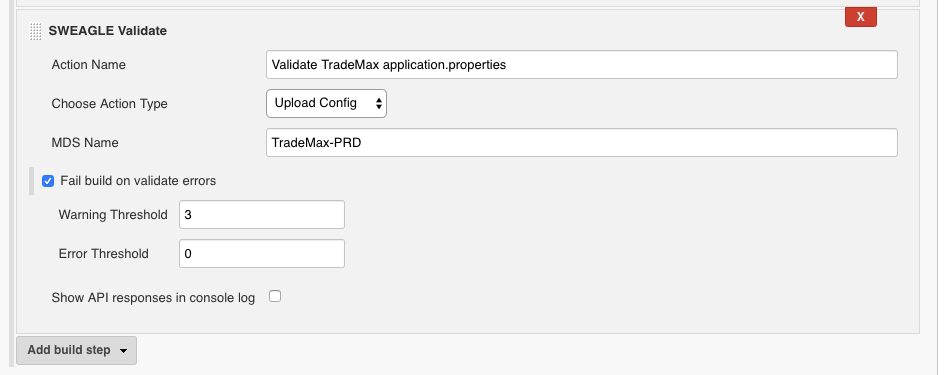 X
SWEAGLE Validate
Action Name Validate TradeMax application.properties
Choose Action Type Upload Config
MDS Name TradeMax-PRD
Fail build on validate errors
Warning Threshold 3
Error Threshold 0
Show API responses in console log
Add build step